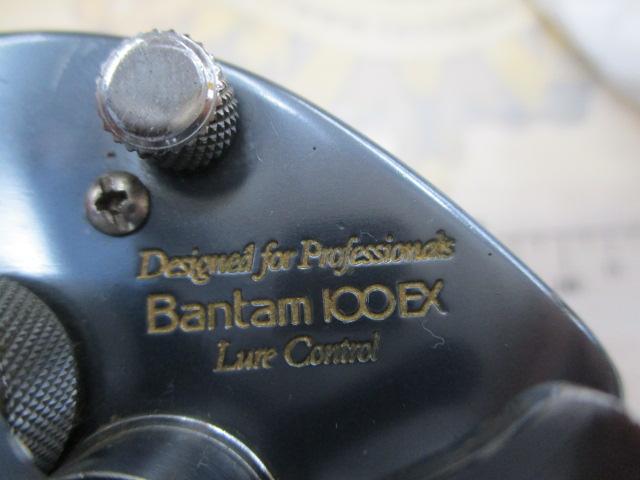 Designed for Professionals
Bantam 100EX
Lure Control